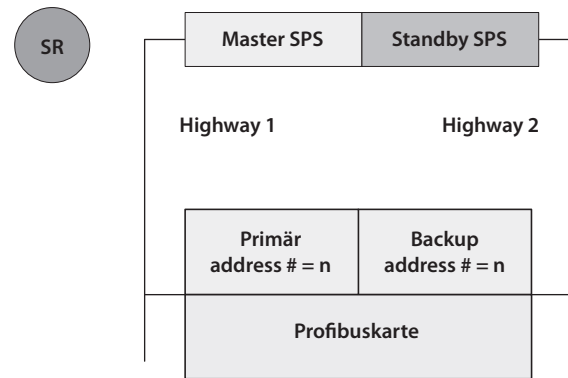 SR
Master SPS
Standby SPS
Highway 1
Highway 2
Primär
address # = n
Backup
address # = n
Profibuskarte